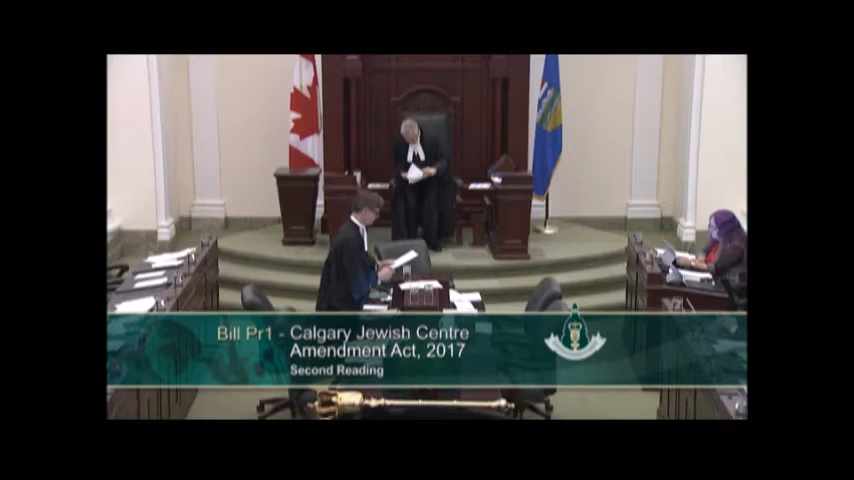 Bill Pr1 - Calgary Jewish Centre
Amendment Act, 2017
Second Reading